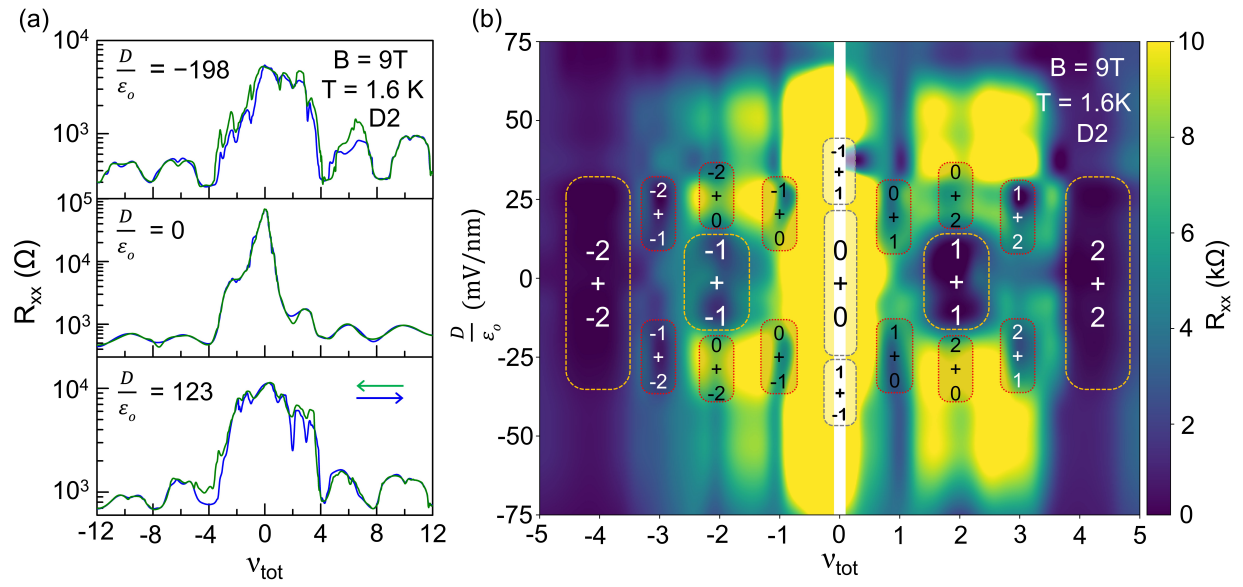 (a)
10⁴
10³
D/εₒ = −198
B = 9T
T = 1.6 K
D2
10⁵
10⁴
10³
D/εₒ = 0
Rₓₓ (Ω)
10⁴
10³
D/εₒ = 123
-12 -8 -4 0 4 8 12
ν_tot
(b)
75
50
25
0
-25
-50
-75
D/εₒ (mV/nm)
B = 9T
T = 1.6K
D2
-1 + 1
-2 + -1
-2 + 0
-1 + 0
0 + 1
0 + 2
1 + 2
-2 + -2
-1 + -1
0 + 0
1 + 1
2 + 2
-1 + -2
0 + -2
0 + -1
1 + 0
2 + 0
2 + 1
1 + -1
-5 -4 -3 -2 -1 0 1 2 3 4 5
ν_tot
10
8
6
4
2
0
Rₓₓ (kΩ)